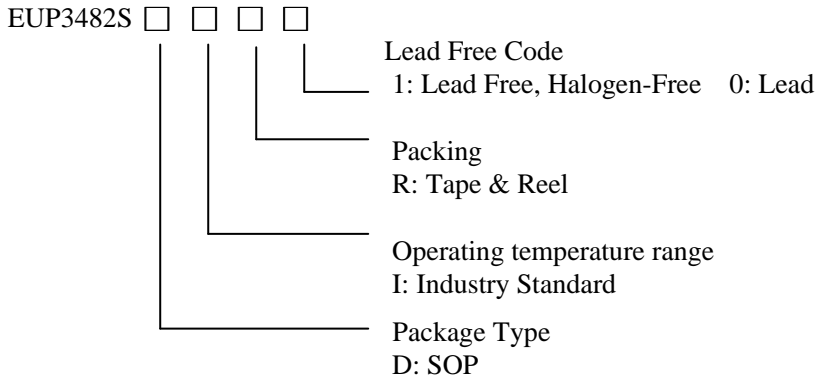 EUP3482S □ □ □ □
Lead Free Code
1: Lead Free, Halogen-Free 0: Lead
Packing
R: Tape & Reel
Operating temperature range
I: Industry Standard
Package Type
D: SOP